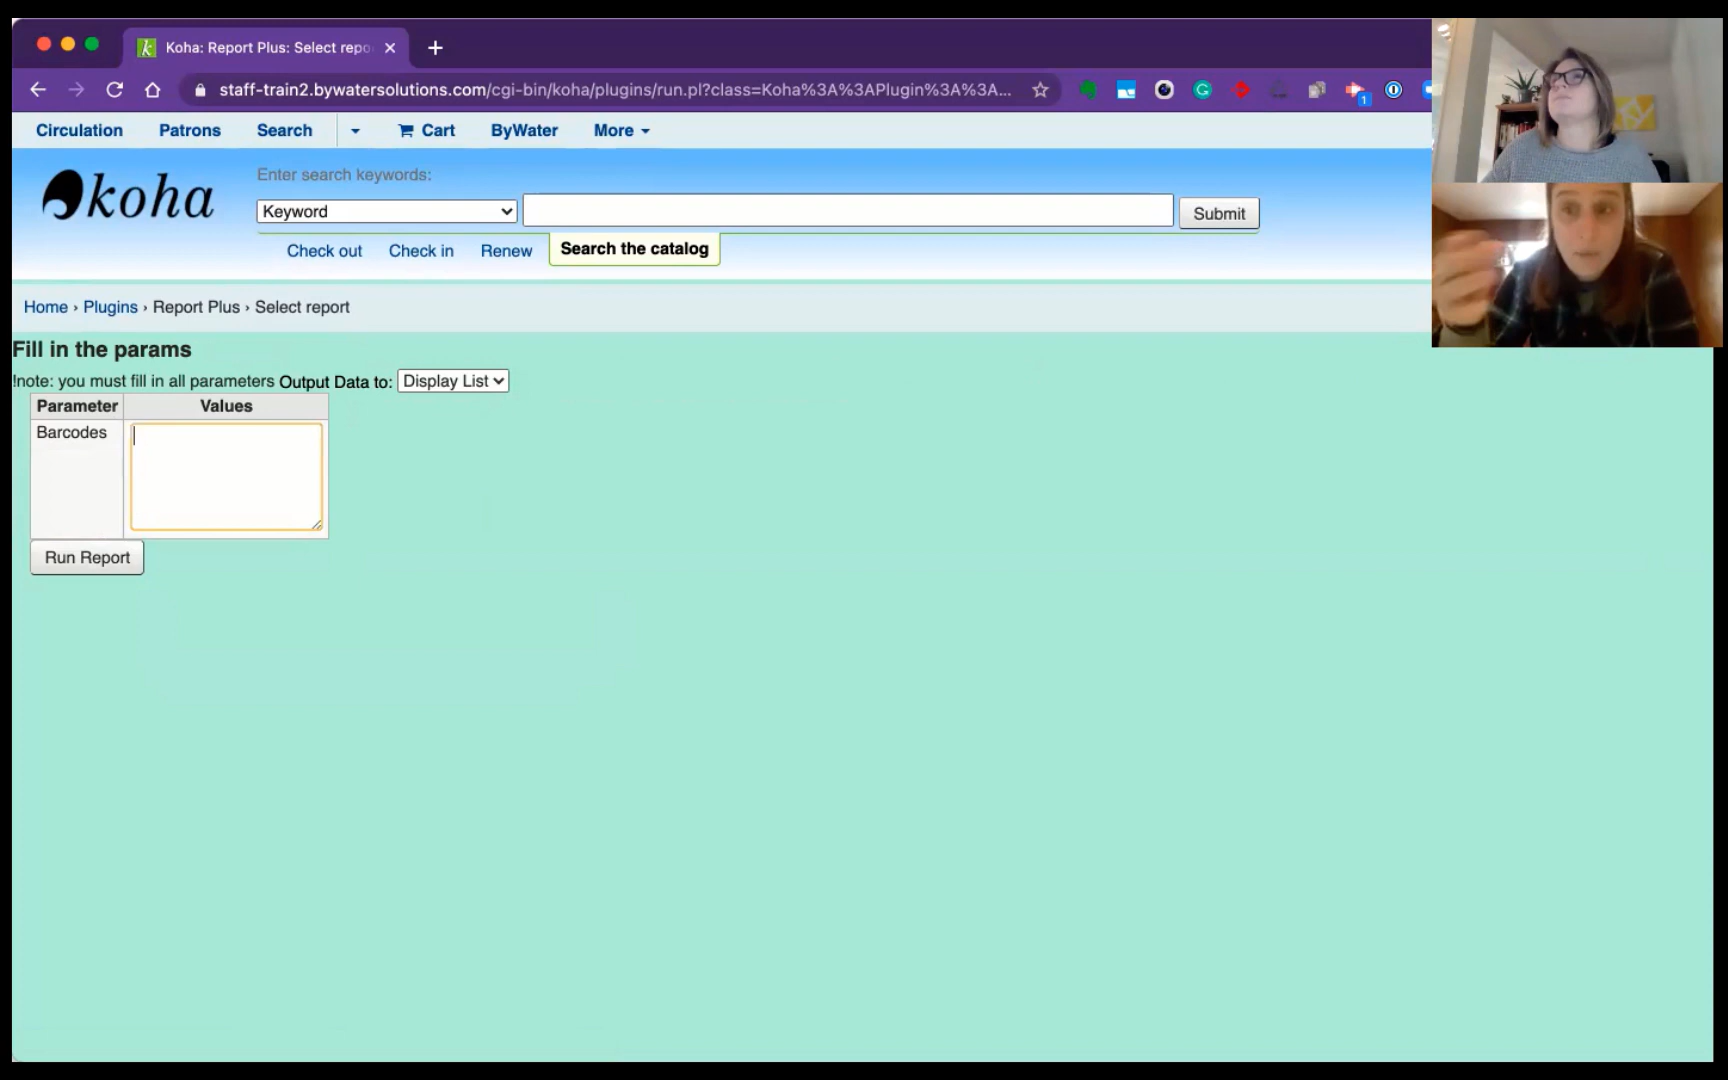 Koha: Report Plus: Select repo
staff-train2.bywatersolutions.com/cgi-bin/koha/plugins/run.pl?class=Koha%3A%3APlugin%3A%3A...
1
Circulation Patrons Search Cart ByWater More
koha
Enter search keywords:
Keyword
Submit
Check out Check in Renew Search the catalog
Home › Plugins › Report Plus › Select report
Fill in the params
!note: you must fill in all parameters Output Data to: Display List
Parameter Values
Barcodes
Run Report